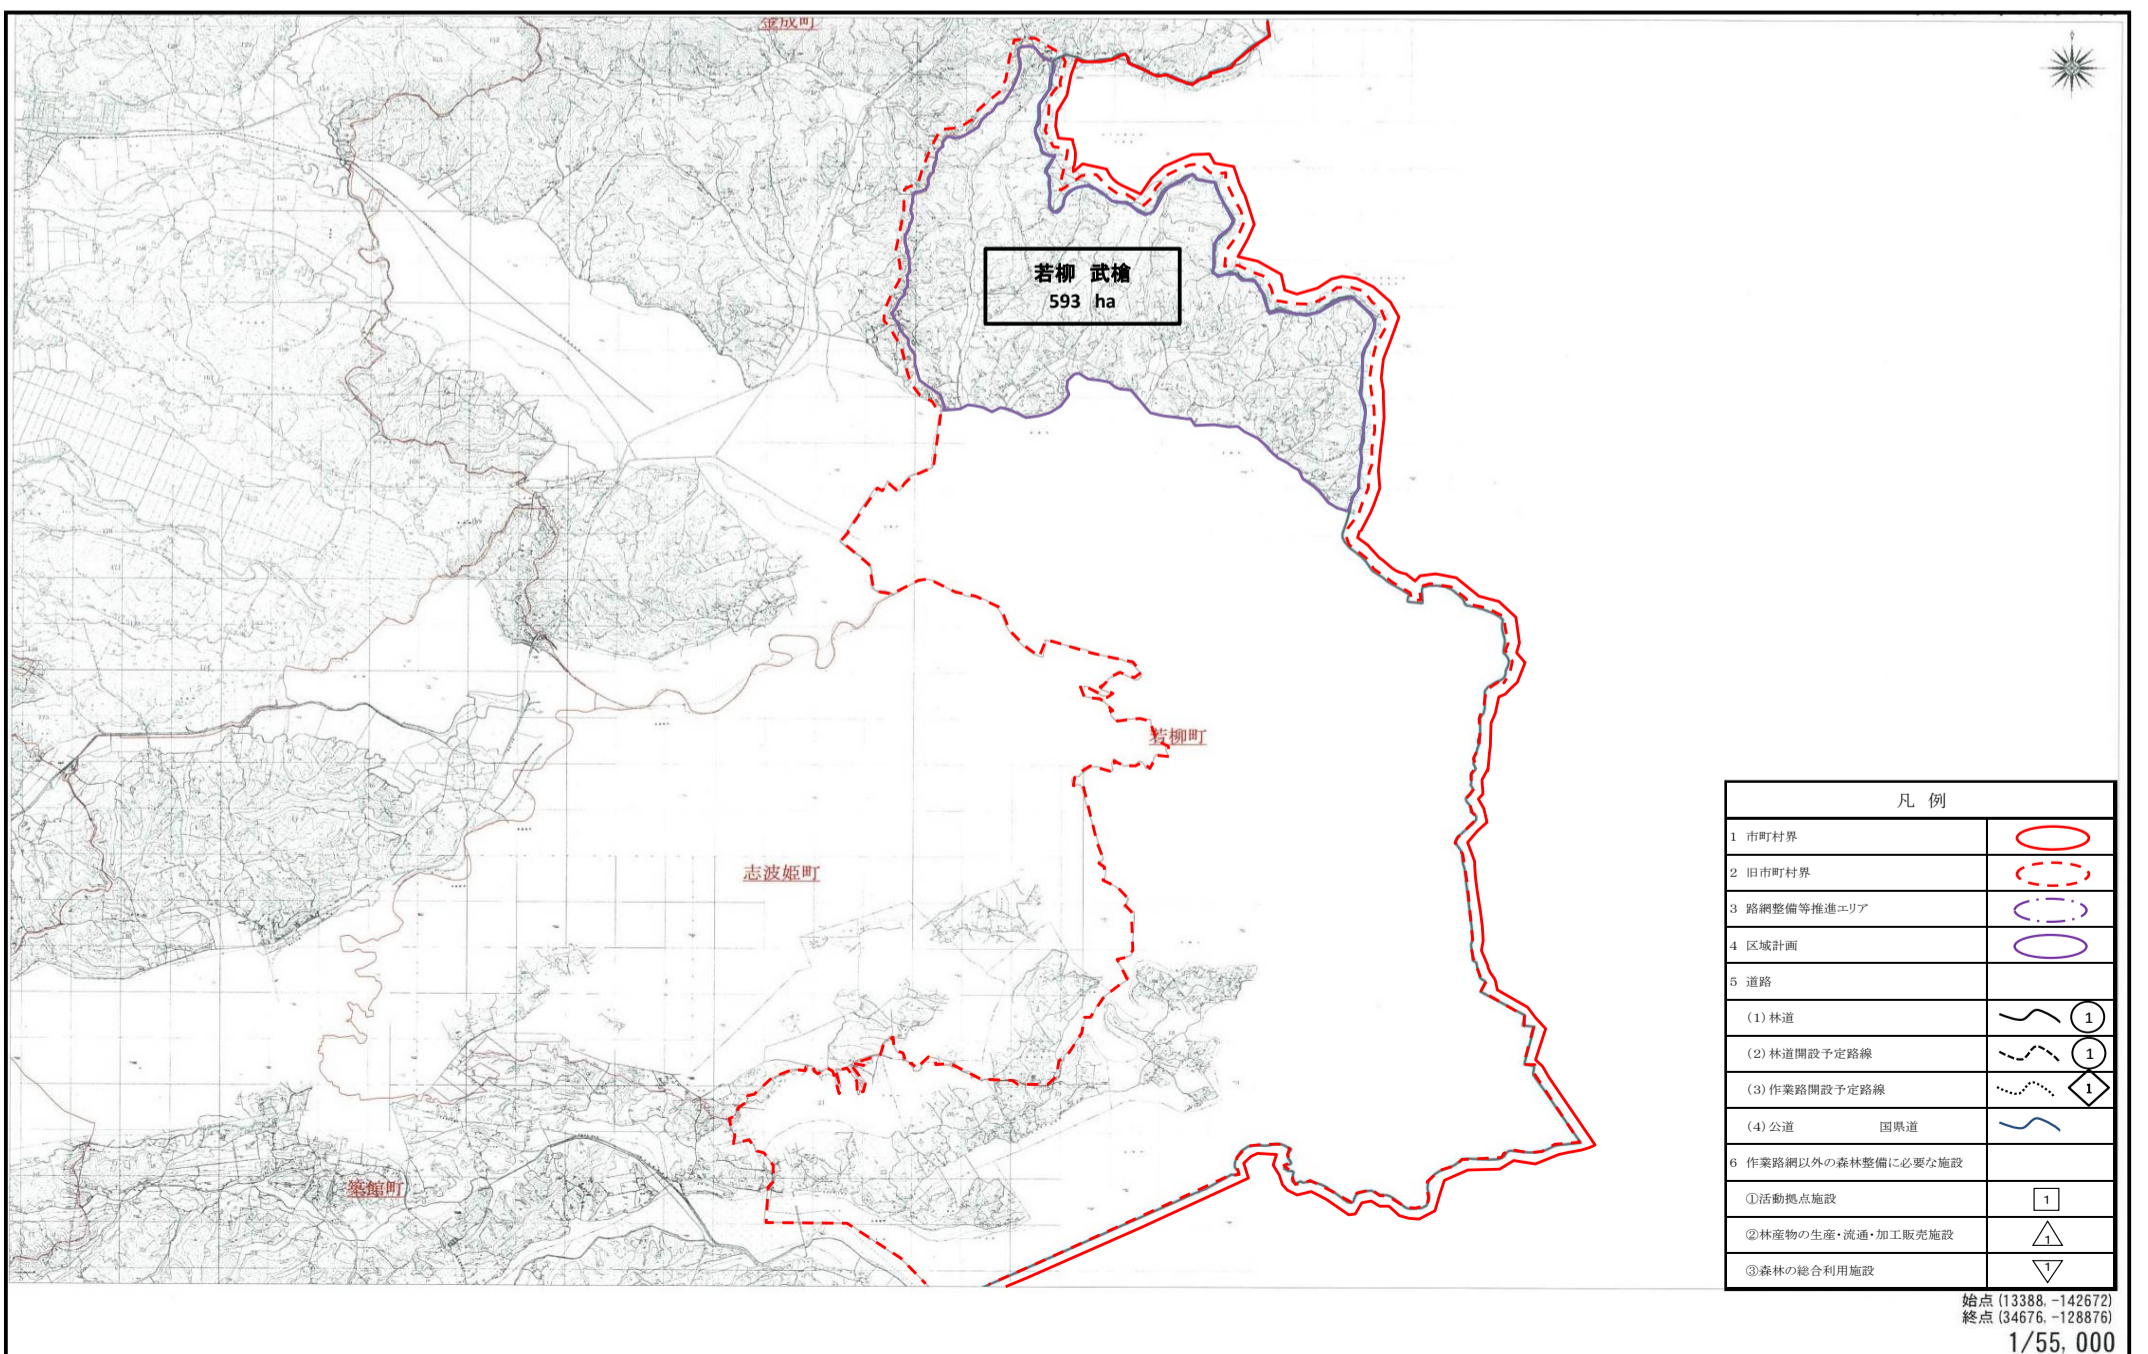 金成町
若柳 武槍
593 ha
若柳町
志波姫町
築館町
凡 例
1 市町村界
2 旧市町村界
3 路網整備等推進エリア
4 区域計画
5 道路
(1)林道 1
(2)林道開設予定路線 1
(3)作業路開設予定路線 1
(4)公道 国県道
6 作業路網以外の森林整備に必要な施設
①活動拠点施設 1
②林産物の生産・流通・加工販売施設 1
③森林の総合利用施設 1
始点(13388, -142672)
終点(34676, -128876)
1/55, 000